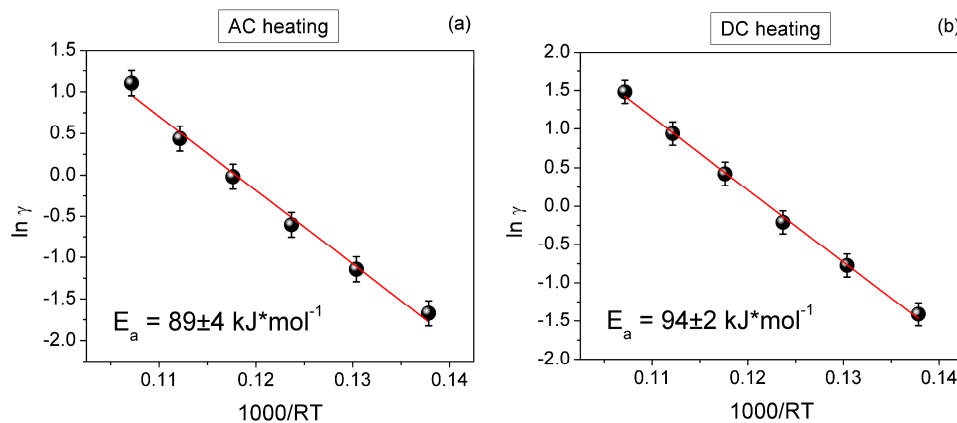 AC heating
(a)
1.5
1.0
0.5
0.0
-0.5
-1.0
-1.5
-2.0
ln γ
Ea = 89±4 kJ*mol-1
0.11 0.12 0.13 0.14
1000/RT
DC heating
(b)
2.0
1.5
1.0
0.5
0.0
-0.5
-1.0
-1.5
-2.0
ln γ
Ea = 94±2 kJ*mol-1
0.11 0.12 0.13 0.14
1000/RT